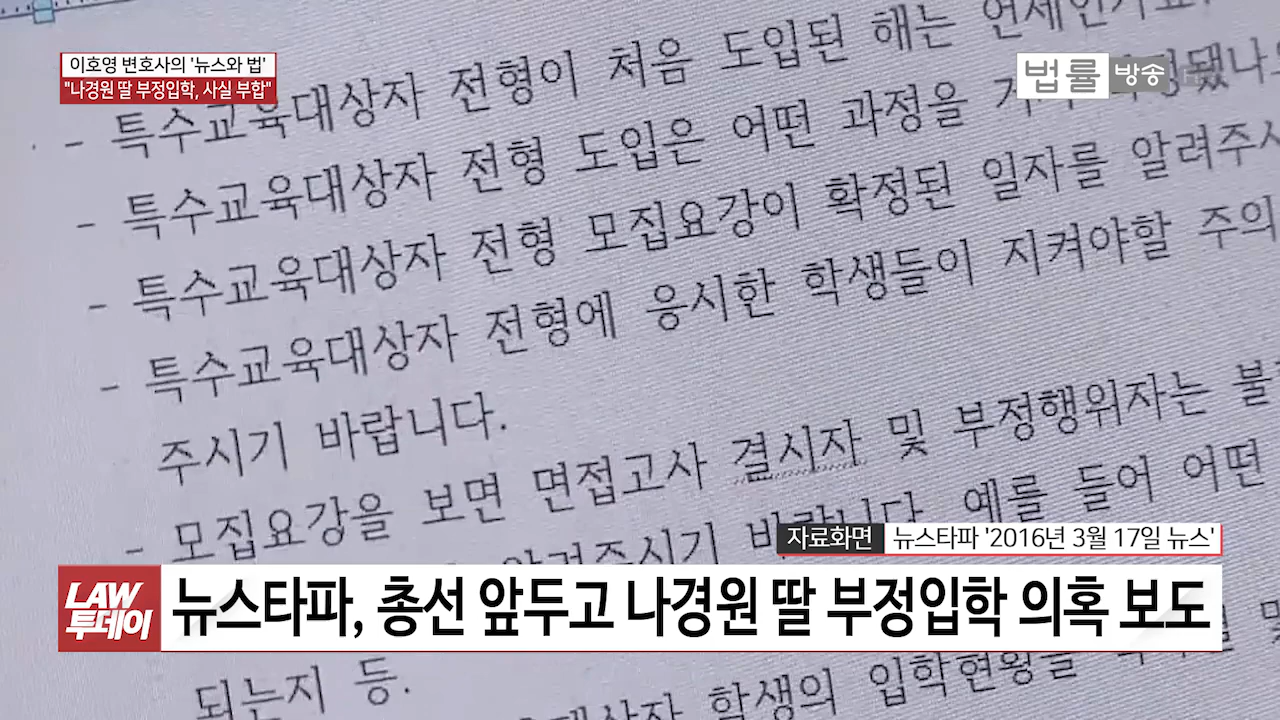 이호영 변호사의 '뉴스와 법'
"나경원 딸 부정입학, 사실 부합"
법률방송
- 특수교육대상자 전형이 처음 도입된 해는
- 특수교육대상자 전형 도입은 어떤 과정을
- 특수교육대상자 전형 모집요강이 확정된 일자를 알려주시
- 특수교육대상자 전형에 응시한 학생들이 지켜야할 주의
주시기 바랍니다.
- 모집요강을 보면 면접고사 결시자 및 부정행위자는
예를 들어 어떤
자료화면 뉴스타파 '2016년 3월 17일 뉴스'
LAW 투데이
뉴스타파, 총선 앞두고 나경원 딸 부정입학 의혹 보도
되는지 등.
학생의 입학현황을